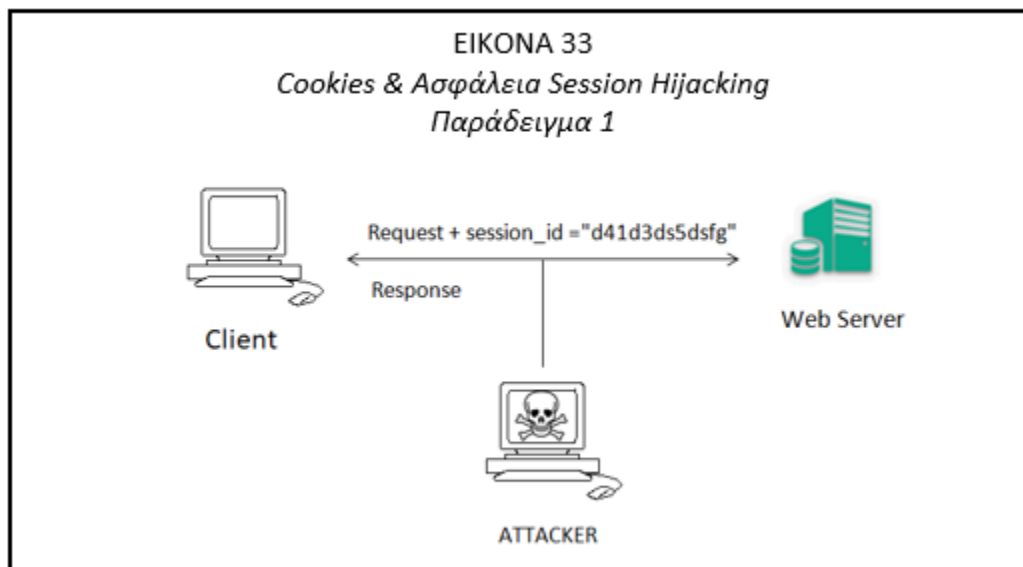 ΕΙΚΟΝΑ 33
Cookies & Ασφάλεια Session Hijacking
Παράδειγμα 1
Request + session_id ="d41d3ds5dsfg"
Response
Client
Web Server
ATTACKER